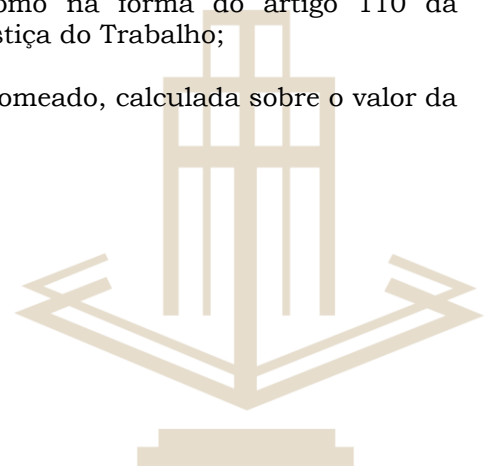 omo na forma do artigo 110 da
stiça do Trabalho;
omeado, calculada sobre o valor da